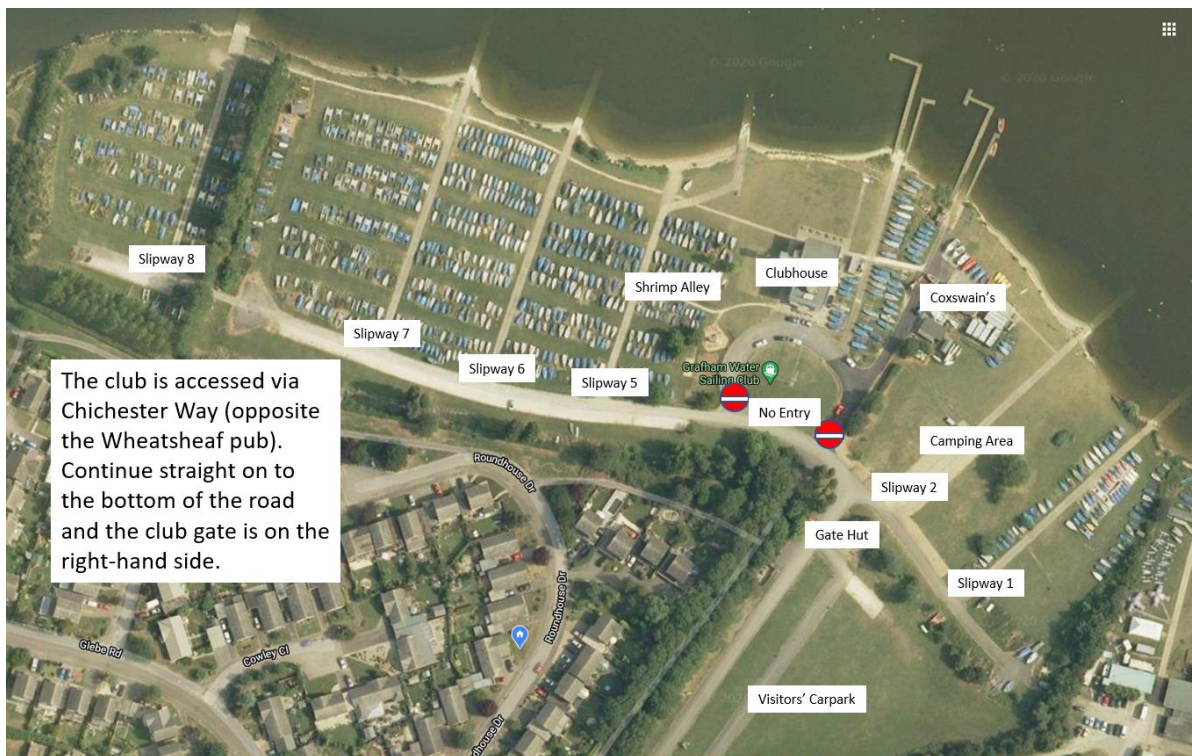 © 2020 Google
© 2020 Google
Slipway 8
Clubhouse
Shrimp Alley
Coxswain's
Slipway 7
Slipway 6
Slipway 5
Grafham Water
Sailing Club
No Entry
Camping Area
The club is accessed via
Chichester Way (opposite
the Wheatsheaf pub).
Continue straight on to
the bottom of the road
and the club gate is on the
right-hand side.
Roundhouse Dr
Slipway 2
Gate Hut
Slipway 1
Roundhouse Dr
Glebe Rd
Cowley Cl
Visitors' Carpark
Roundhouse Dr